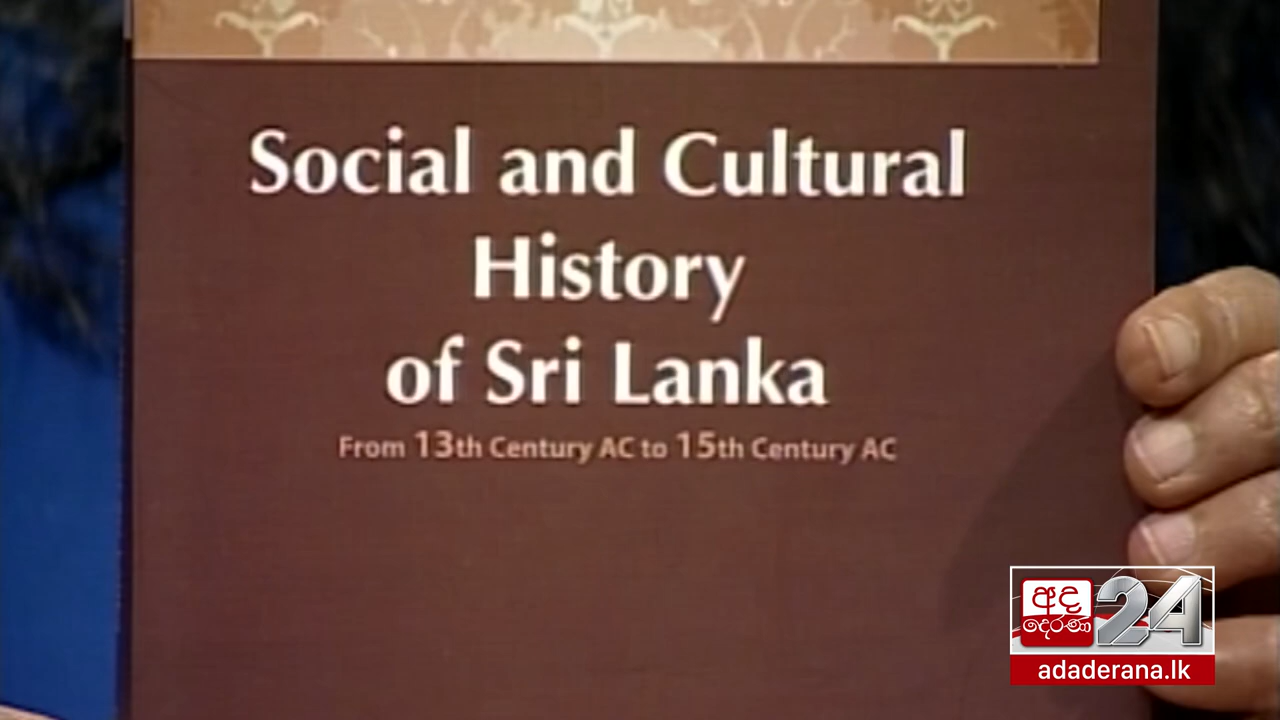 Social and Cultural
History
of Sri Lanka
From 13th Century AC to 15th Century AC
අද
දෙරණ
24
adaderana.lk